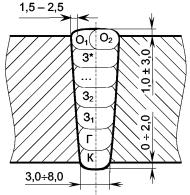 1,5 – 2,5
О₁ О₂
З*
1,0 ± 3,0
...
З₂
З₁
Г
К
0 ÷ 2,0
3,0÷8,0